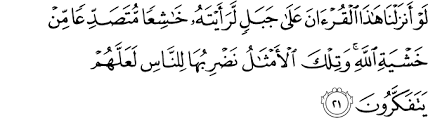 لَوْ أَنزَلْنَا هَٰذَا ٱلْقُرْءَانَ عَلَىٰ جَبَلٍ لَّرَأَيْتَهُۥ خَٰشِعًا مُّتَصَدِّعًا مِّنْ
خَشْيَةِ ٱللَّهِ ۚ وَتِلْكَ ٱلْأَمْثَٰلُ نَضْرِبُهَا لِلنَّاسِ لَعَلَّهُمْ
يَتَفَكَّرُونَ ٢١